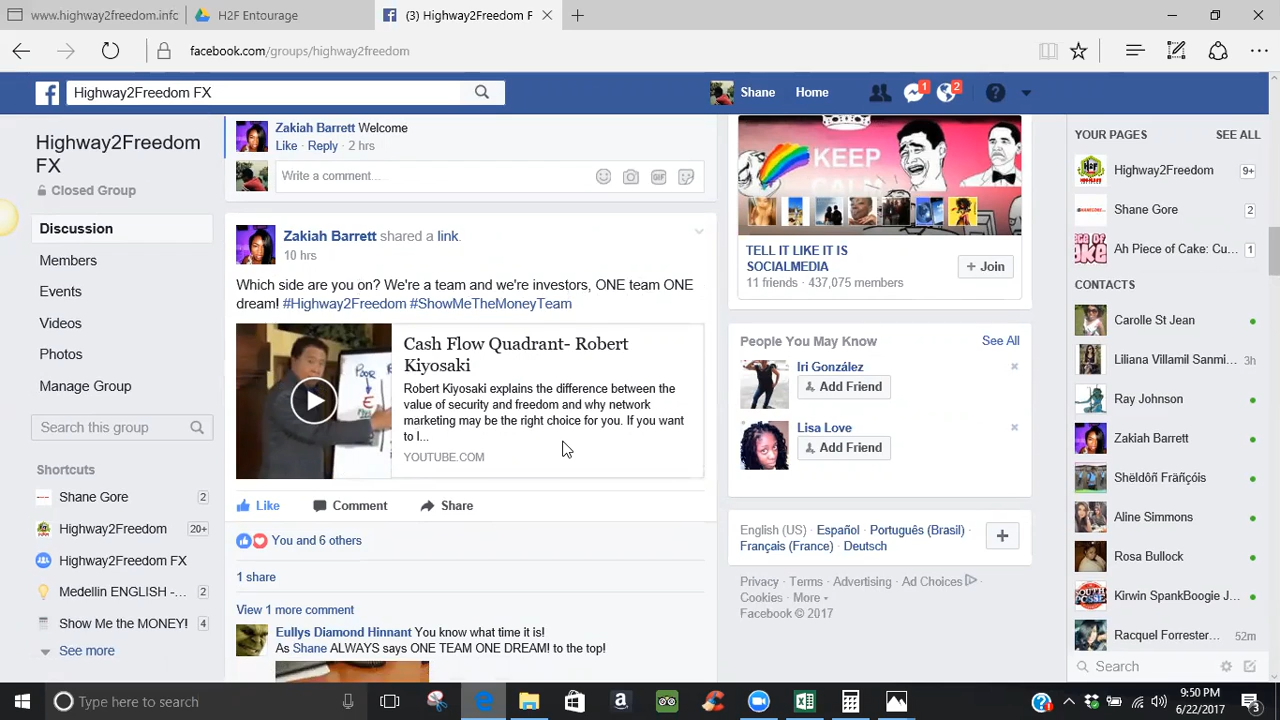 www.highway2freedom.infc
H2F Entourage
(3) Highway2Freedom F
facebook.com/groups/highway2freedom
Highway2Freedom FX
Shane
Home
1
2
Highway2Freedom
FX
Closed Group
Discussion
Members
Events
Videos
Photos
Manage Group
Search this group
Shortcuts
Shane Gore 2
Highway2Freedom 20+
Highway2Freedom FX
Medellin ENGLISH -... 2
Show Me the MONEY! 4
See more
Zakiah Barrett Welcome
Like · Reply · 2 hrs
Write a comment...
GIF
Zakiah Barrett shared a link.
10 hrs
Which side are you on? We're a team and we're investors, ONE team ONE
dream! #Highway2Freedom #ShowMeTheMoneyTeam
Cash Flow Quadrant- Robert
Kiyosaki
Robert Kiyosaki explains the difference between the
value of security and freedom and why network
marketing may be the right choice for you. If you want
to l...
YOUTUBE.COM
Like Comment Share
You and 6 others
1 share
View 1 more comment
Eullys Diamond Hinnant You know what time it is!
As Shane ALWAYS says ONE TEAM ONE DREAM! to the top!
KEEP
TELL IT LIKE IT IS
SOCIALMEDIA
11 friends · 437,075 members
+ Join
People You May Know
See All
Iri González
Add Friend
Lisa Love
Add Friend
English (US) · Español · Português (Brasil) ·
Français (France) · Deutsch
Privacy · Terms · Advertising · Ad Choices ·
Cookies · More
Facebook © 2017
YOUR PAGES
SEE ALL
Highway2Freedom 9+
Shane Gore 2
Ah Piece of Cake: Cu... 1
CONTACTS
Carolle St Jean
Liliana Villamil Sanmi... 3h
Ray Johnson
Zakiah Barrett
Shëldôñ Fräñçóis
Aline Simmons
Rosa Bullock
Kirwin SpankBoogie J...
Racquel Forrester... 52m
Search
Type here to search
9:50 PM
6/22/2017
3